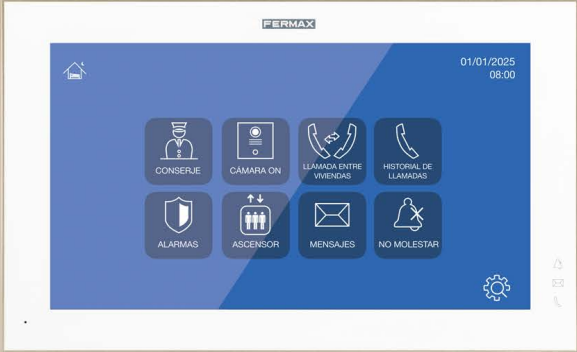 FERMAX
01/01/2025
08:00
CONSERJE
CÁMARA ON
LLAMADA ENTRE
VIVIENDAS
HISTORIAL DE
LLAMADAS
ALARMAS
ASCENSOR
MENSAJES
NO MOLESTAR